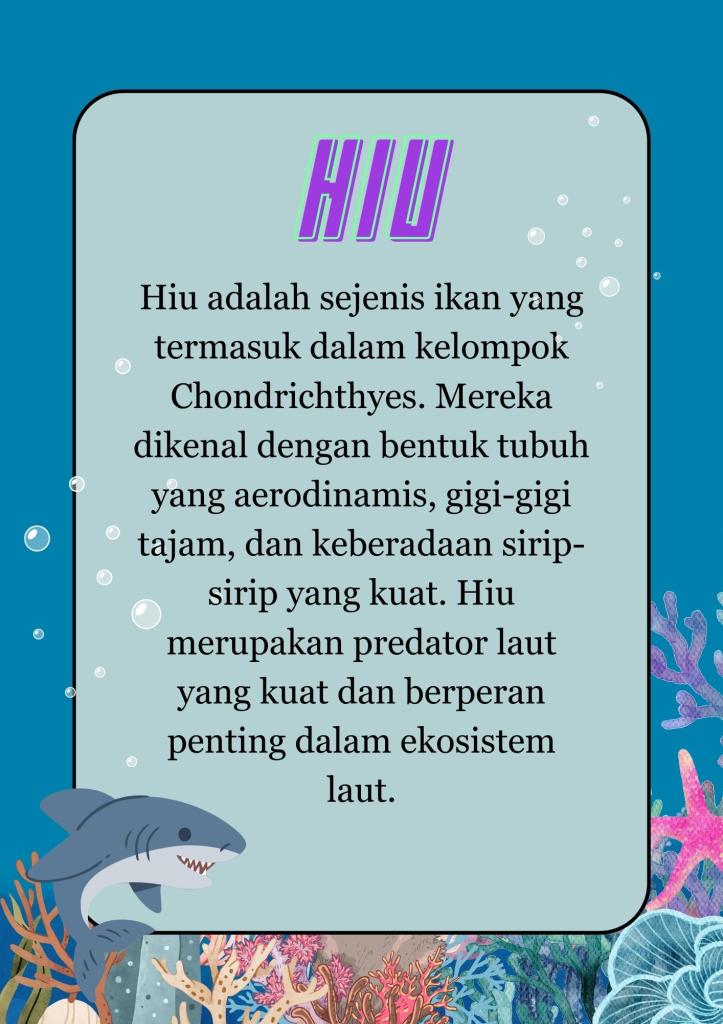 HIU
Hiu adalah sejenis ikan yang
termasuk dalam kelompok
Chondrichthyes. Mereka
dikenal dengan bentuk tubuh
yang aerodinamis, gigi-gigi
tajam, dan keberadaan sirip-
sirip yang kuat. Hiu
merupakan predator laut
yang kuat dan berperan
penting dalam ekosistem
laut.